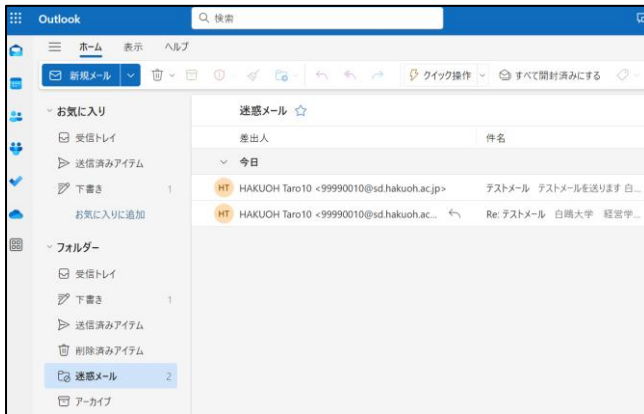 Outlook
検索
ホーム 表示 ヘルプ
新規メール クイック操作 すべて開封済みにする
お気に入り
受信トレイ
送信済みアイテム
下書き 1
お気に入りに追加
フォルダー
受信トレイ
下書き 1
送信済みアイテム
削除済みアイテム
迷惑メール 2
アーカイブ
迷惑メール
差出人 件名
今日
HT HAKUOH Taro10 <99990010@sd.hakuoh.ac.jp> テストメール テストメールを送ります 白...
HT HAKUOH Taro10 <99990010@sd.hakuoh.ac... Re: テストメール 白鴎大学 経営学...